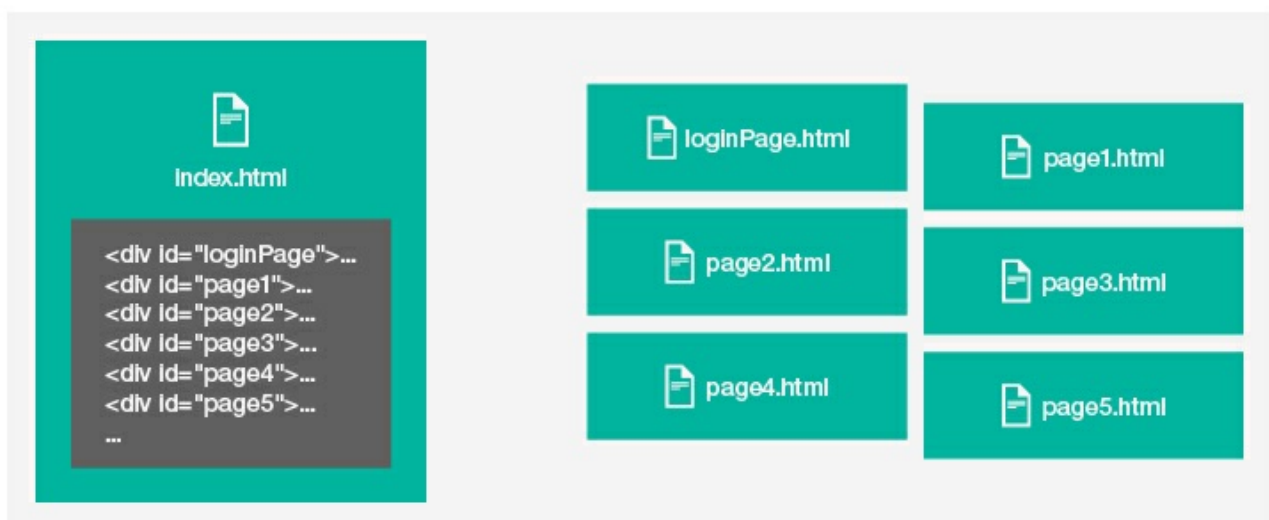 index.html
<div id="loginPage">...
<div id="page1">...
<div id="page2">...
<div id="page3">...
<div id="page4">...
<div id="page5">...
...
loginPage.html
page1.html
page2.html
page3.html
page4.html
page5.html